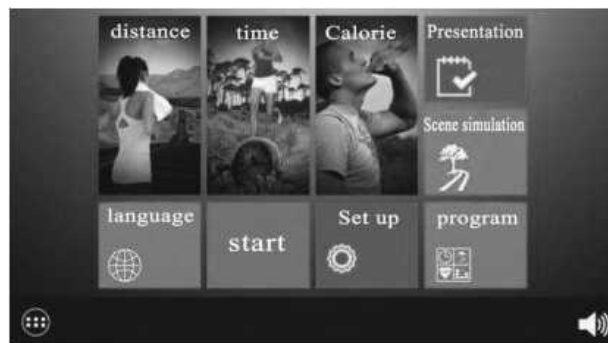 distance
time
Calorie
Presentation
Scene simulation
language
start
Set up
program